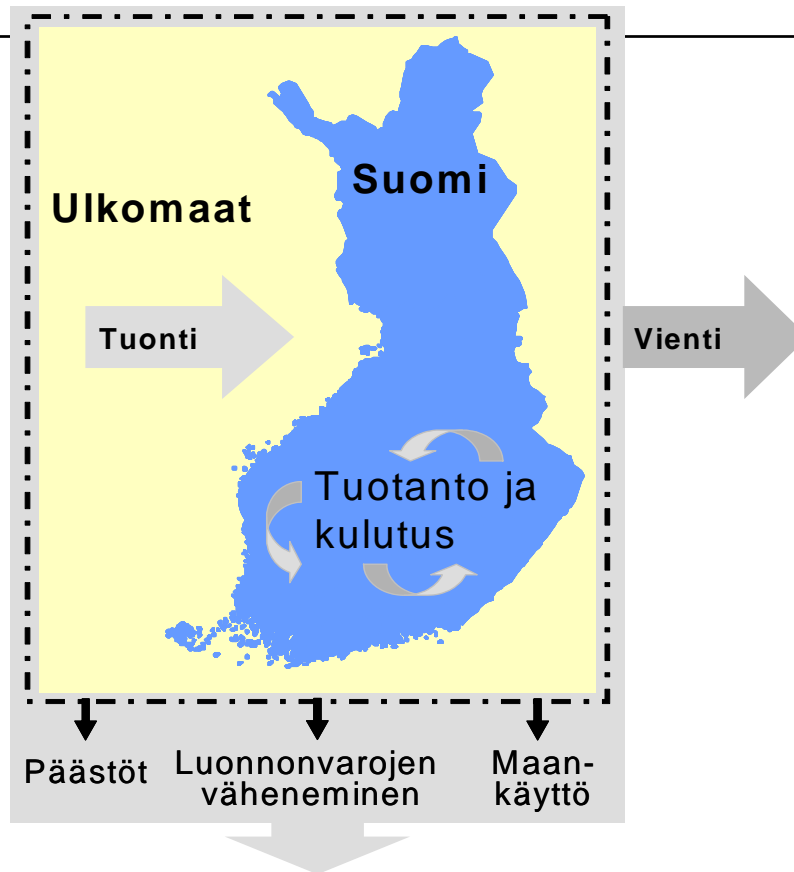 Suomi
Ulkomaat
Tuonti
Vienti
Tuotanto ja
kulutus
Päästöt
Luonnonvarojen
väheneminen
Maan-
käyttö